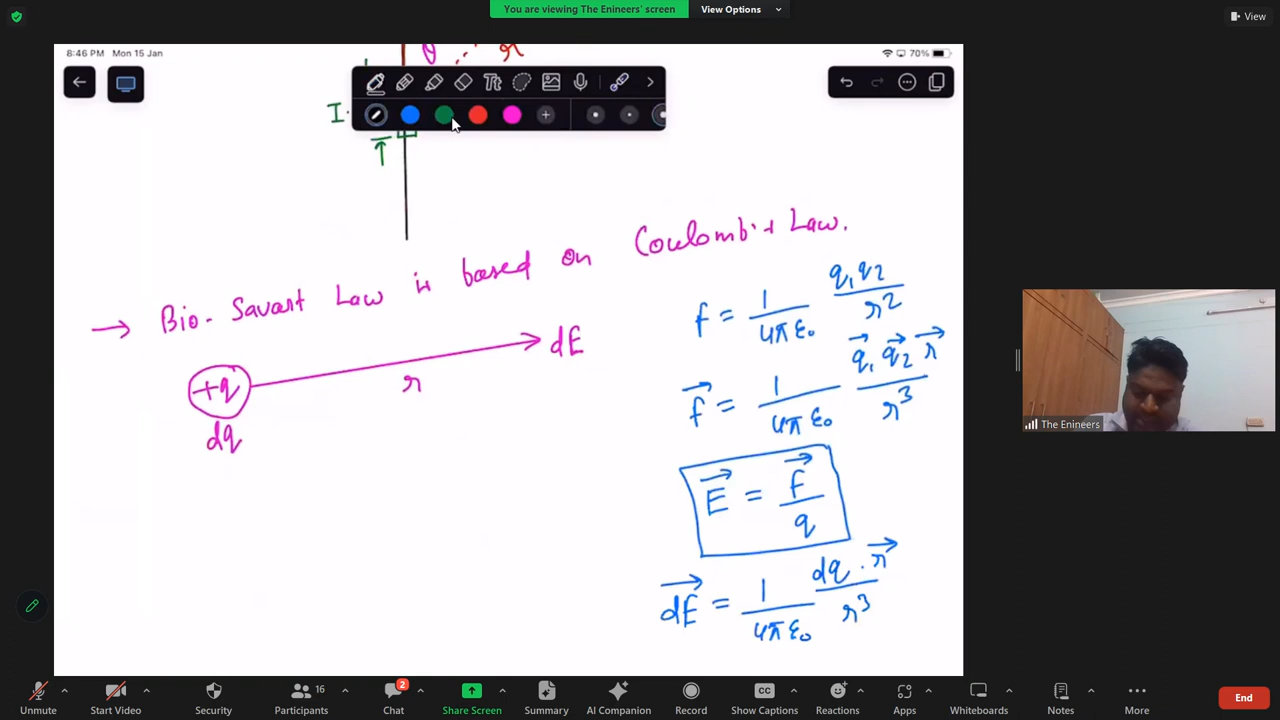 You are viewing The Enineers' screen
View Options
View
8:46 PM Mon 15 Jan
70%
θ
r
Tt
I
→ Bio - Savart Law is based on Coulomb's Law.
+q
dq
r
dE
f = 1/4πε₀ q₁q₂/r²
f⃗ = 1/4πε₀ q⃗₁q⃗₂r⃗/r³
E⃗ = f⃗/q
dE⃗ = 1/4πε₀ dq · r⃗/r³
The Enineers
Unmute
Start Video
Security
16
Participants
2
Chat
Share Screen
Summary
AI Companion
Record
CC
Show Captions
Reactions
Apps
Whiteboards
Notes
More
End